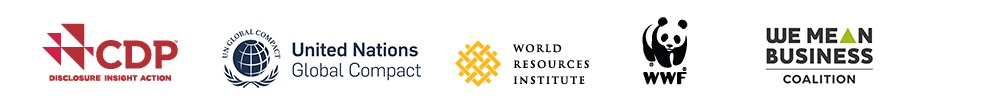 CDP
DISCLOSURE INSIGHT ACTION
UN GLOBAL COMPACT
United Nations
Global Compact
WORLD
RESOURCES
INSTITUTE
WWF
WE MEAN
BUSINESS
COALITION